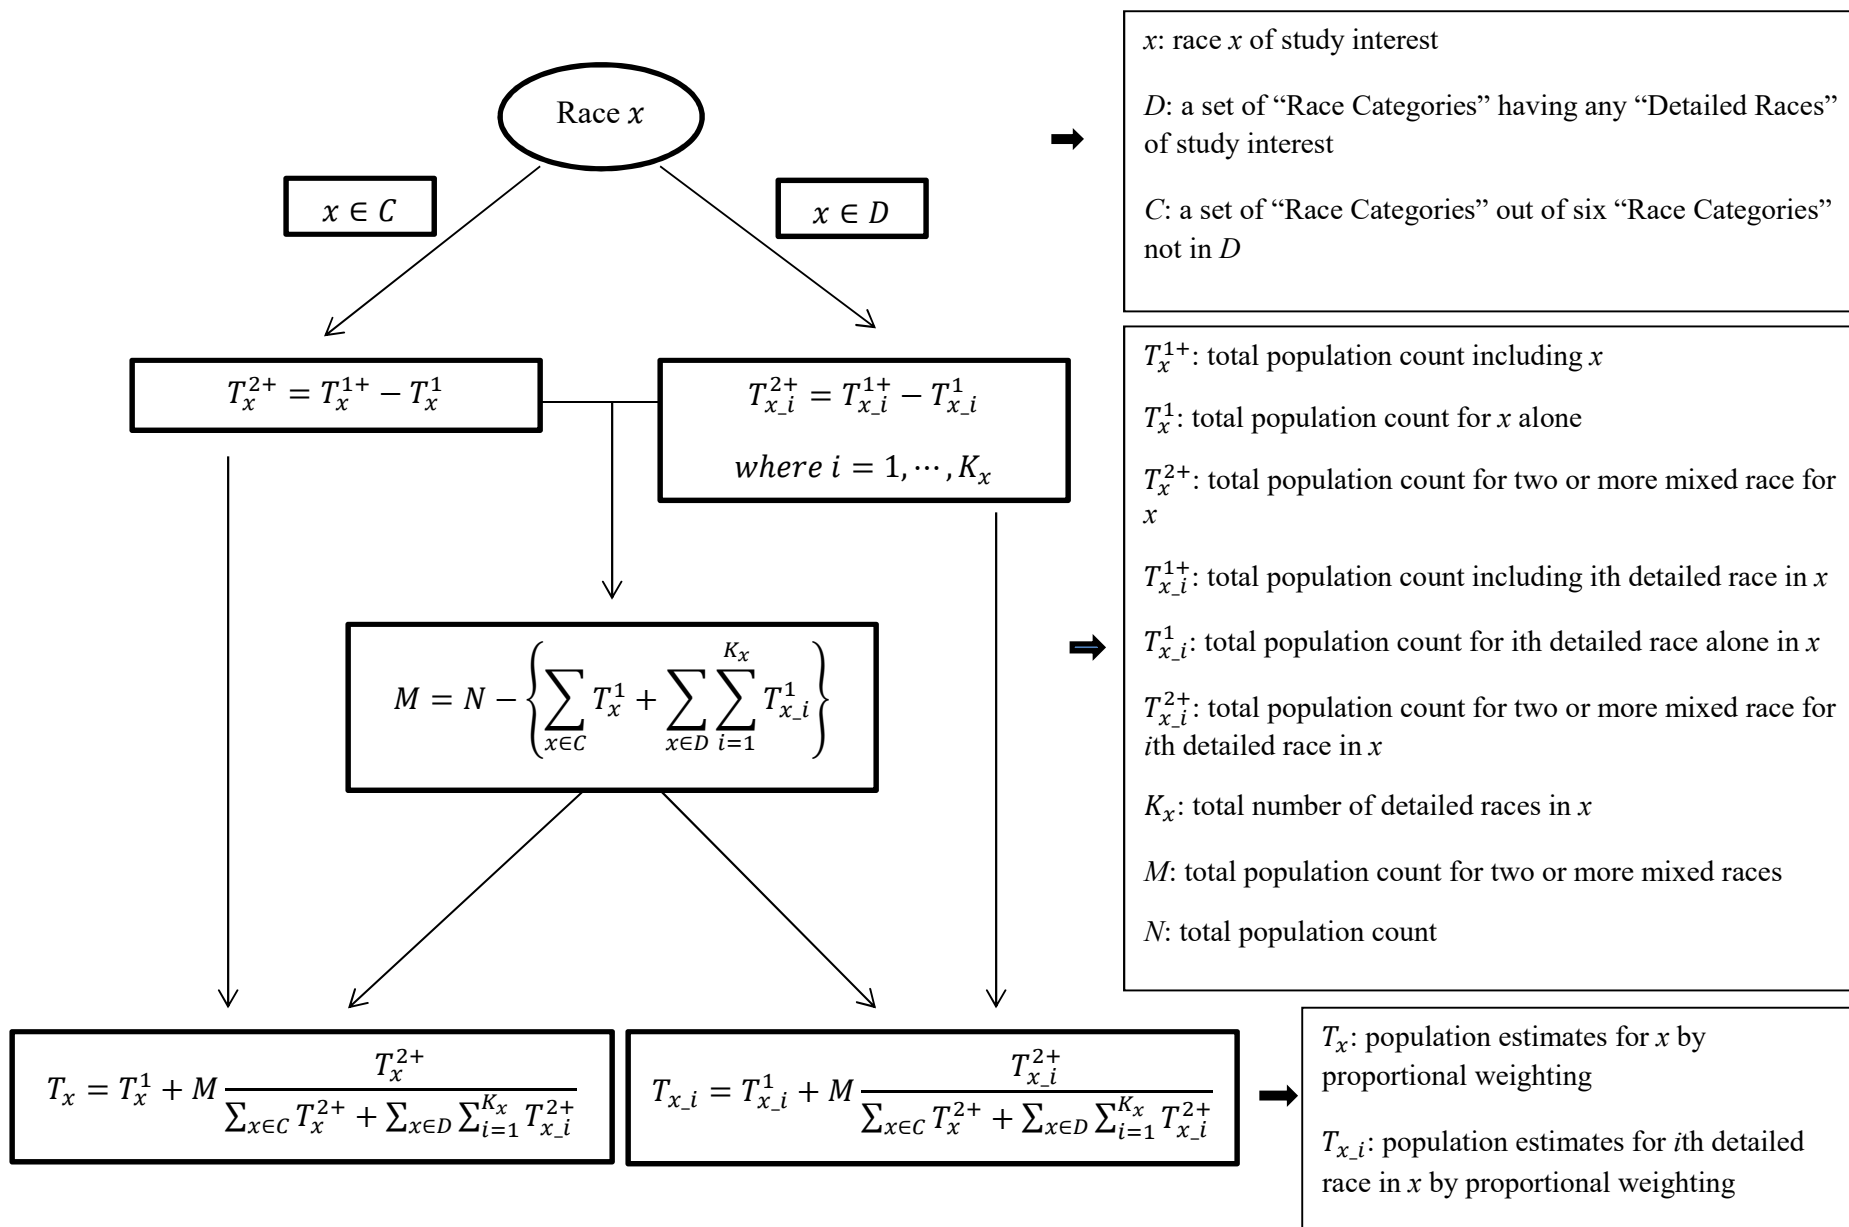 Race x
x ∈ C
x ∈ D
T_x^{2+} = T_x^{1+} − T_x^1
T_{x_i}^{2+} = T_{x_i}^{1+} − T_{x_i}^1
where i = 1, ⋯, K_x
M = N − {∑_{x∈C} T_x^1 + ∑_{x∈D} ∑_{i=1}^{K_x} T_{x_i}^1}
T_x = T_x^1 + M \frac{T_x^{2+}}{∑_{x∈C} T_x^{2+} + ∑_{x∈D} ∑_{i=1}^{K_x} T_{x_i}^{2+}}
T_{x_i} = T_{x_i}^1 + M \frac{T_{x_i}^{2+}}{∑_{x∈C} T_x^{2+} + ∑_{x∈D} ∑_{i=1}^{K_x} T_{x_i}^{2+}}
x: race x of study interest
D: a set of “Race Categories” having any “Detailed Races”
of study interest
C: a set of “Race Categories” out of six “Race Categories”
not in D
T_x^{1+}: total population count including x
T_x^1: total population count for x alone
T_x^{2+}: total population count for two or more mixed race for
x
T_{x_i}^{1+}: total population count including ith detailed race in x
T_{x_i}^1: total population count for ith detailed race alone in x
T_{x_i}^{2+}: total population count for two or more mixed race for
ith detailed race in x
K_x: total number of detailed races in x
M: total population count for two or more mixed races
N: total population count
T_x: population estimates for x by
proportional weighting
T_{x_i}: population estimates for ith detailed
race in x by proportional weighting